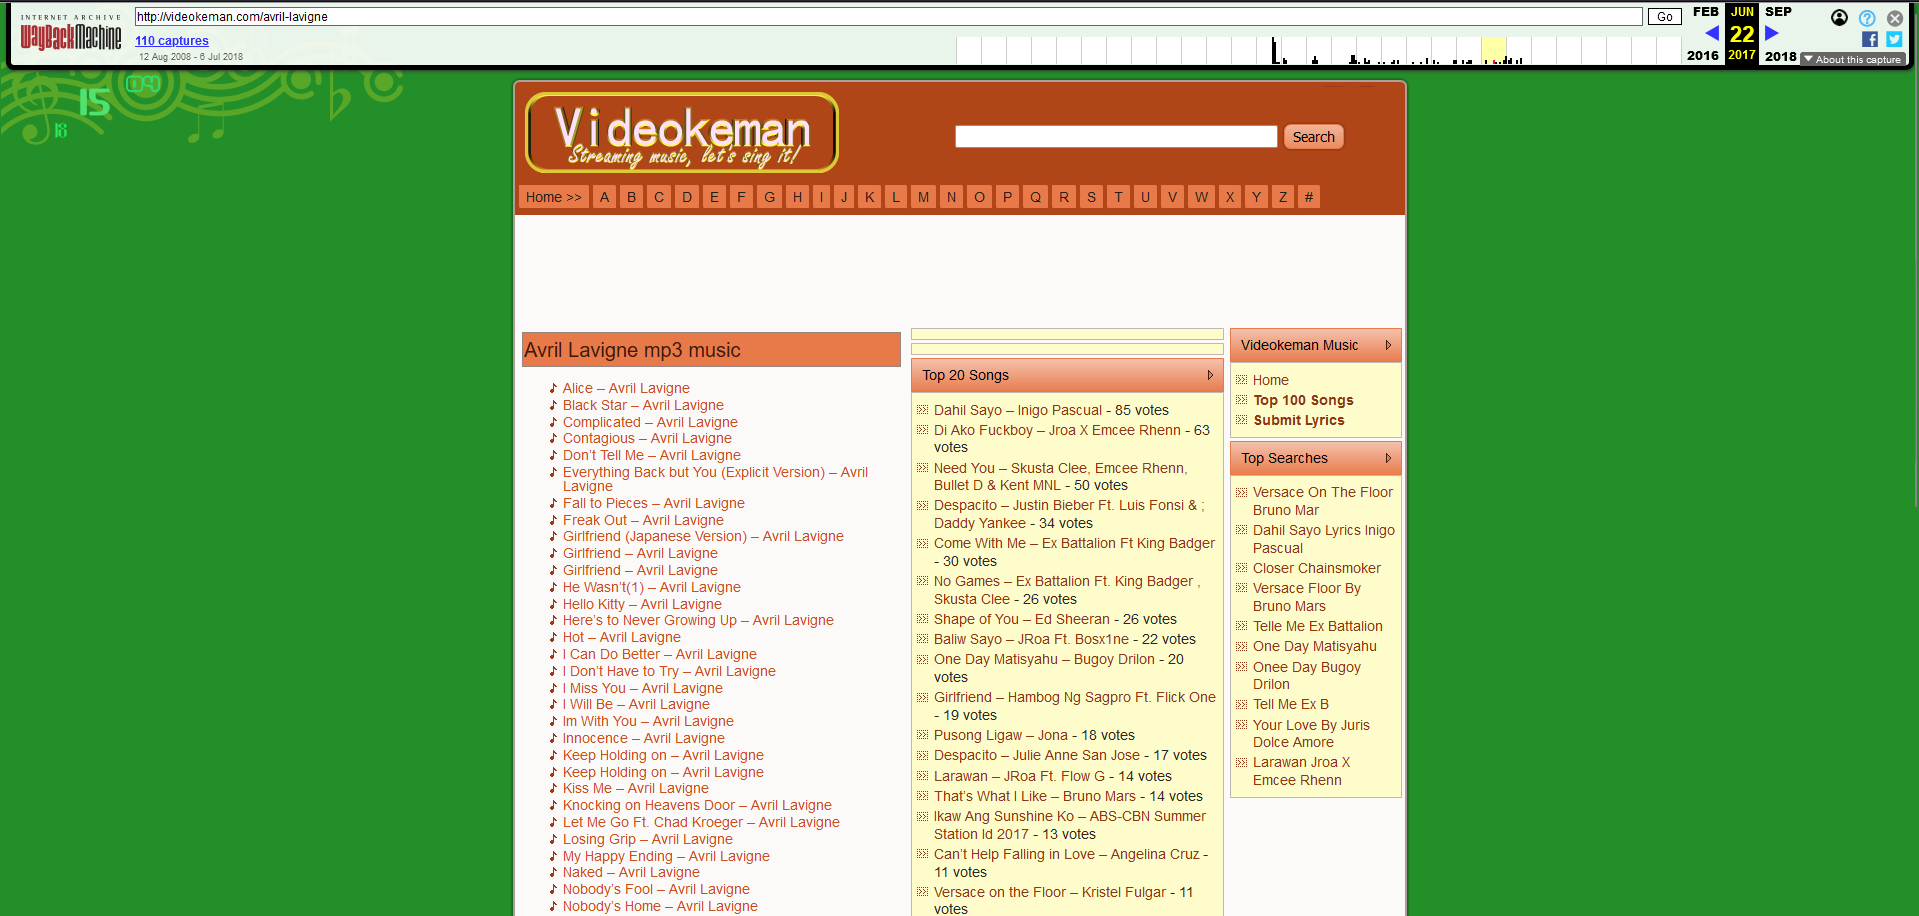 INTERNET ARCHIVE
WayBackMachine
http://videokeman.com/avril-lavigne
Go
110 captures
12 Aug 2008 - 6 Jul 2018
FEB JUN SEP
22
2016 2017 2018
About this capture
15
04
18
Videokeman
Streaming music, let's sing it!
Search
Home >> A B C D E F G H I J K L M N O P Q R S T U V W X Y Z #
Avril Lavigne mp3 music
Alice – Avril Lavigne
Black Star – Avril Lavigne
Complicated – Avril Lavigne
Contagious – Avril Lavigne
Don’t Tell Me – Avril Lavigne
Everything Back but You (Explicit Version) – Avril
Lavigne
Fall to Pieces – Avril Lavigne
Freak Out – Avril Lavigne
Girlfriend (Japanese Version) – Avril Lavigne
Girlfriend – Avril Lavigne
Girlfriend – Avril Lavigne
He Wasn’t(1) – Avril Lavigne
Hello Kitty – Avril Lavigne
Here’s to Never Growing Up – Avril Lavigne
Hot – Avril Lavigne
I Can Do Better – Avril Lavigne
I Don’t Have to Try – Avril Lavigne
I Miss You – Avril Lavigne
I Will Be – Avril Lavigne
Im With You – Avril Lavigne
Innocence – Avril Lavigne
Keep Holding on – Avril Lavigne
Keep Holding on – Avril Lavigne
Kiss Me – Avril Lavigne
Knocking on Heavens Door – Avril Lavigne
Let Me Go Ft. Chad Kroeger – Avril Lavigne
Losing Grip – Avril Lavigne
My Happy Ending – Avril Lavigne
Naked – Avril Lavigne
Nobody’s Fool – Avril Lavigne
Nobody’s Home – Avril Lavigne
Top 20 Songs
Dahil Sayo – Inigo Pascual - 85 votes
Di Ako Fuckboy – Jroa X Emcee Rhenn - 63
votes
Need You – Skusta Clee, Emcee Rhenn,
Bullet D & Kent MNL - 50 votes
Despacito – Justin Bieber Ft. Luis Fonsi & ;
Daddy Yankee - 34 votes
Come With Me – Ex Battalion Ft King Badger
- 30 votes
No Games – Ex Battalion Ft. King Badger ,
Skusta Clee - 26 votes
Shape of You – Ed Sheeran - 26 votes
Baliw Sayo – JRoa Ft. Bosx1ne - 22 votes
One Day Matisyahu – Bugoy Drilon - 20
votes
Girlfriend – Hambog Ng Sagpro Ft. Flick One
- 19 votes
Pusong Ligaw – Jona - 18 votes
Despacito – Julie Anne San Jose - 17 votes
Larawan – JRoa Ft. Flow G - 14 votes
That’s What I Like – Bruno Mars - 14 votes
Ikaw Ang Sunshine Ko – ABS-CBN Summer
Station Id 2017 - 13 votes
Can’t Help Falling in Love – Angelina Cruz -
11 votes
Versace on the Floor – Kristel Fulgar - 11
votes
Videokeman Music
Home
Top 100 Songs
Submit Lyrics
Top Searches
Versace On The Floor
Bruno Mar
Dahil Sayo Lyrics Inigo
Pascual
Closer Chainsmoker
Versace Floor By
Bruno Mars
Telle Me Ex Battalion
One Day Matisyahu
Onee Day Bugoy
Drilon
Tell Me Ex B
Your Love By Juris
Dolce Amore
Larawan Jroa X
Emcee Rhenn